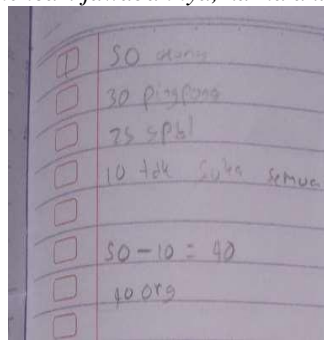 50 orang
30 pingpong
25 spbl
10 tdk suka semua
50 - 10 = 40
40 org